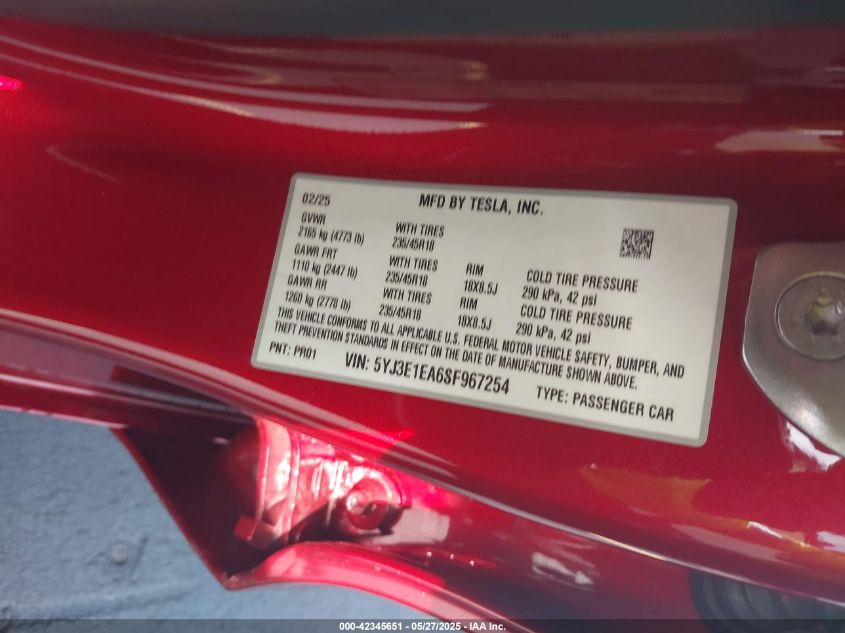 02/25 MFD BY TESLA, INC.
GVWR
2165 kg (4773 lb) WITH TIRES
235/45R18
GAWR FRT
1110 kg (2447 lb) WITH TIRES
235/45R18 RIM
18X8.5J COLD TIRE PRESSURE
290 kPa, 42 psi
GAWR RR
1260 kg (2778 lb) WITH TIRES
235/45R18 RIM
18X8.5J COLD TIRE PRESSURE
290 kPa, 42 psi
THIS VEHICLE CONFORMS TO ALL APPLICABLE U.S. FEDERAL MOTOR VEHICLE SAFETY, BUMPER, AND
THEFT PREVENTION STANDARDS IN EFFECT ON THE DATE OF MANUFACTURE SHOWN ABOVE.
PNT: PR01 VIN: 5YJ3E1EA6SF967254 TYPE: PASSENGER CAR
000-42345651 - 05/27/2025 - IAA Inc.